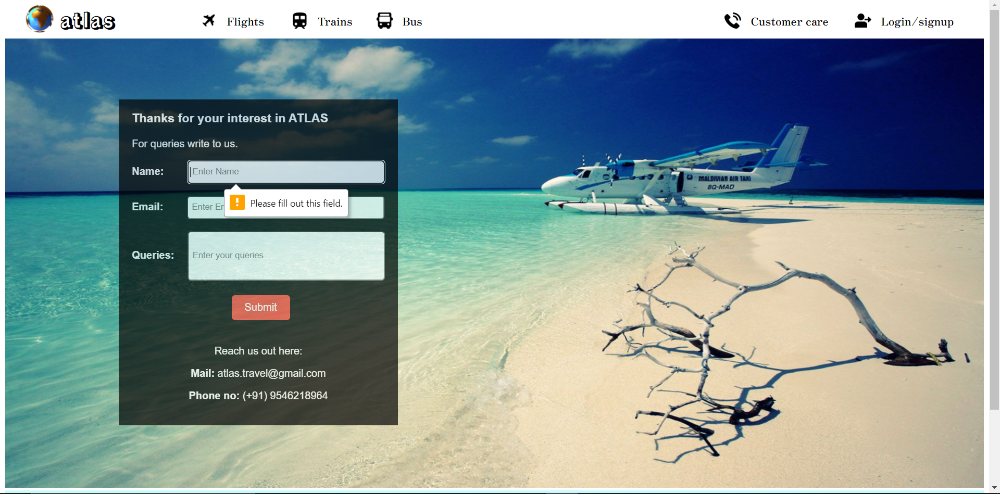 atlas Flights Trains Bus Customer care Login/signup
Thanks for your interest in ATLAS
For queries write to us.
Name: Enter Name
Please fill out this field.
Email: Enter Er
Queries: Enter your queries
Submit
Reach us out here:
Mail: atlas.travel@gmail.com
Phone no: (+91) 9546218964
MALDIVIAN AIR TAXI
8Q-MAD